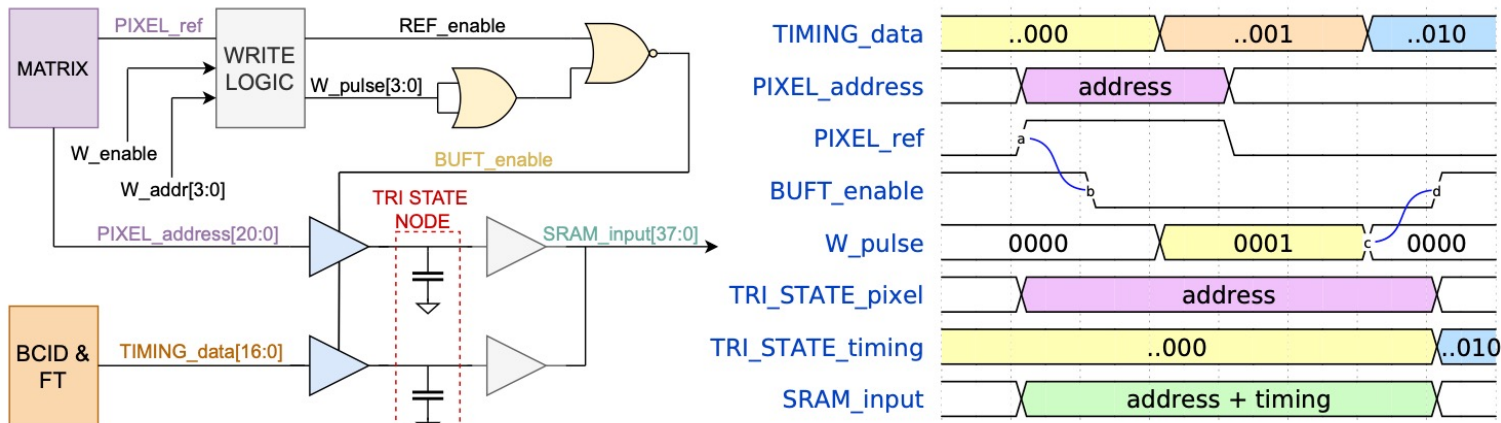 PIXEL_ref
REF_enable
MATRIX
WRITE
LOGIC
W_pulse[3:0]
W_enable
W_addr[3:0]
BUFT_enable
TRI STATE
NODE
PIXEL_address[20:0]
SRAM_input[37:0]
BCID &
FT
TIMING_data[16:0]
TIMING_data ..000 ..001 ..010
PIXEL_address address
PIXEL_ref a
BUFT_enable b d
W_pulse 0000 0001 c 0000
TRI_STATE_pixel address
TRI_STATE_timing ..000 ..010
SRAM_input address + timing